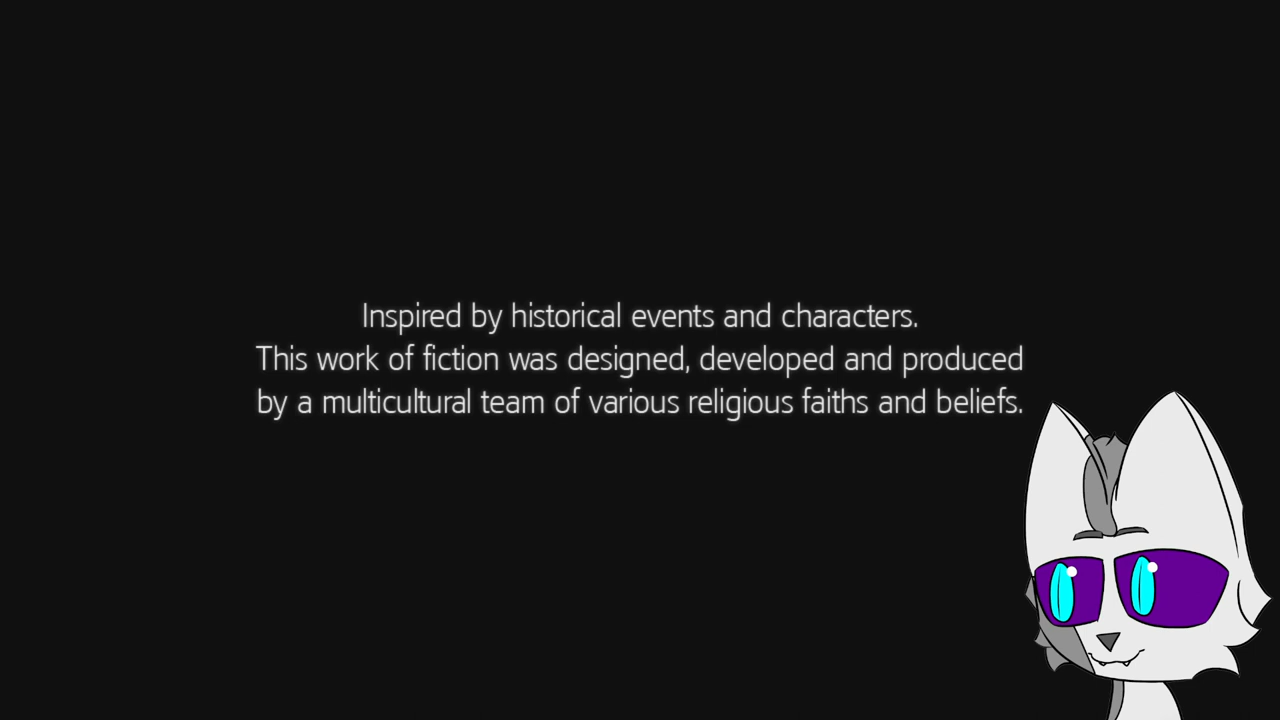 Inspired by historical events and characters.
This work of fiction was designed, developed and produced
by a multicultural team of various religious faiths and beliefs.